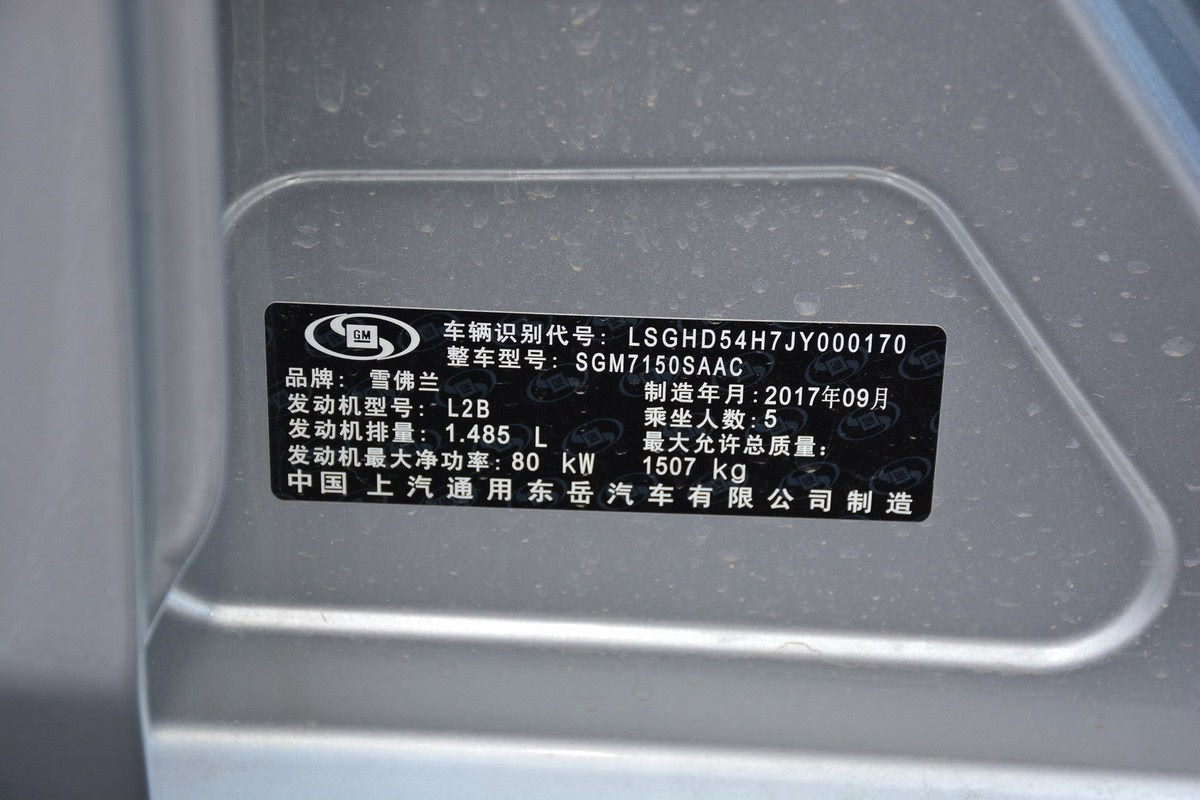 GM
车辆识别代号: LSGHD54H7JY000170
整车型号: SGM7150SAAC
品牌: 雪佛兰
制造年月:2017年09月
发动机型号: L2B
乘坐人数:5
发动机排量: 1.485 L
最大允许总质量:
发动机最大净功率:80 kW
1507 kg
中国上汽通用东岳汽车有限公司制造